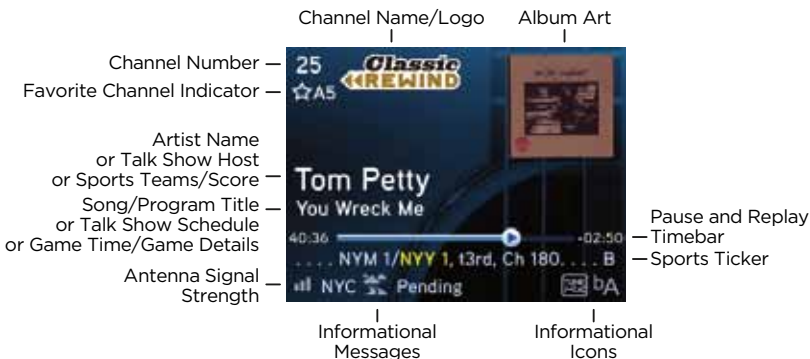 Channel Name/Logo
Album Art
Channel Number
Favorite Channel Indicator
25
Classic
REWIND
A5
Artist Name
or Talk Show Host
or Sports Teams/Score
Tom Petty
Song/Program Title
or Talk Show Schedule
or Game Time/Game Details
You Wreck Me
40:36
-02:50
Pause and Replay
Timebar
. . . . NYM 1/NYY 1, t3rd, Ch 180. . . . B
Sports Ticker
Antenna Signal
Strength
NYC
Pending
bA
Informational
Messages
Informational
Icons